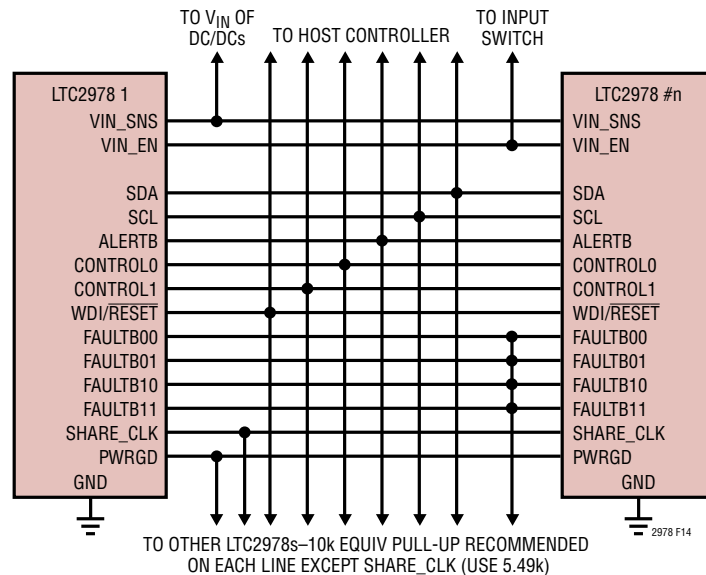 TO VIN OF
DC/DCs
TO HOST CONTROLLER
TO INPUT
SWITCH
LTC2978 1
VIN_SNS
VIN_EN
SDA
SCL
ALERTB
CONTROL0
CONTROL1
WDI/RESET
FAULTB00
FAULTB01
FAULTB10
FAULTB11
SHARE_CLK
PWRGD
GND
LTC2978 #n
VIN_SNS
VIN_EN
SDA
SCL
ALERTB
CONTROL0
CONTROL1
WDI/RESET
FAULTB00
FAULTB01
FAULTB10
FAULTB11
SHARE_CLK
PWRGD
GND
2978 F14
TO OTHER LTC2978s–10k EQUIV PULL-UP RECOMMENDED
ON EACH LINE EXCEPT SHARE_CLK (USE 5.49k)